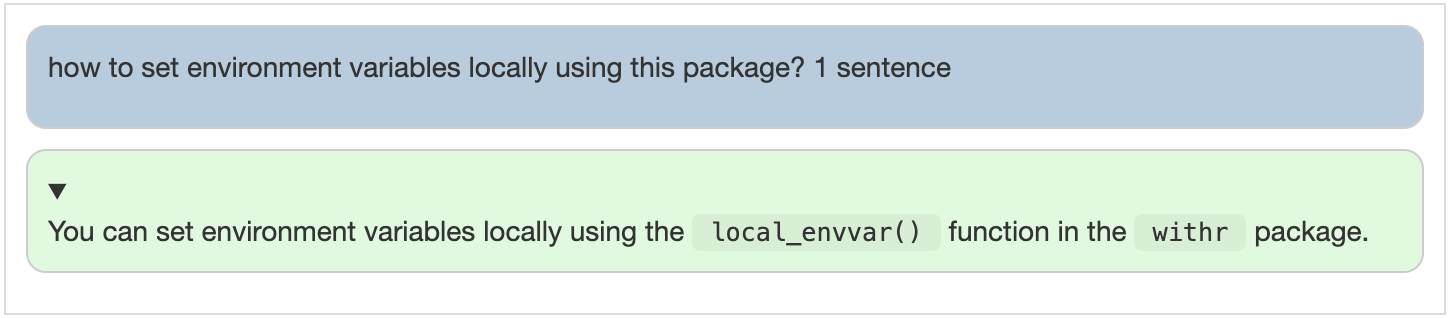 how to set environment variables locally using this package? 1 sentence
You can set environment variables locally using the local_envvar() function in the withr package.